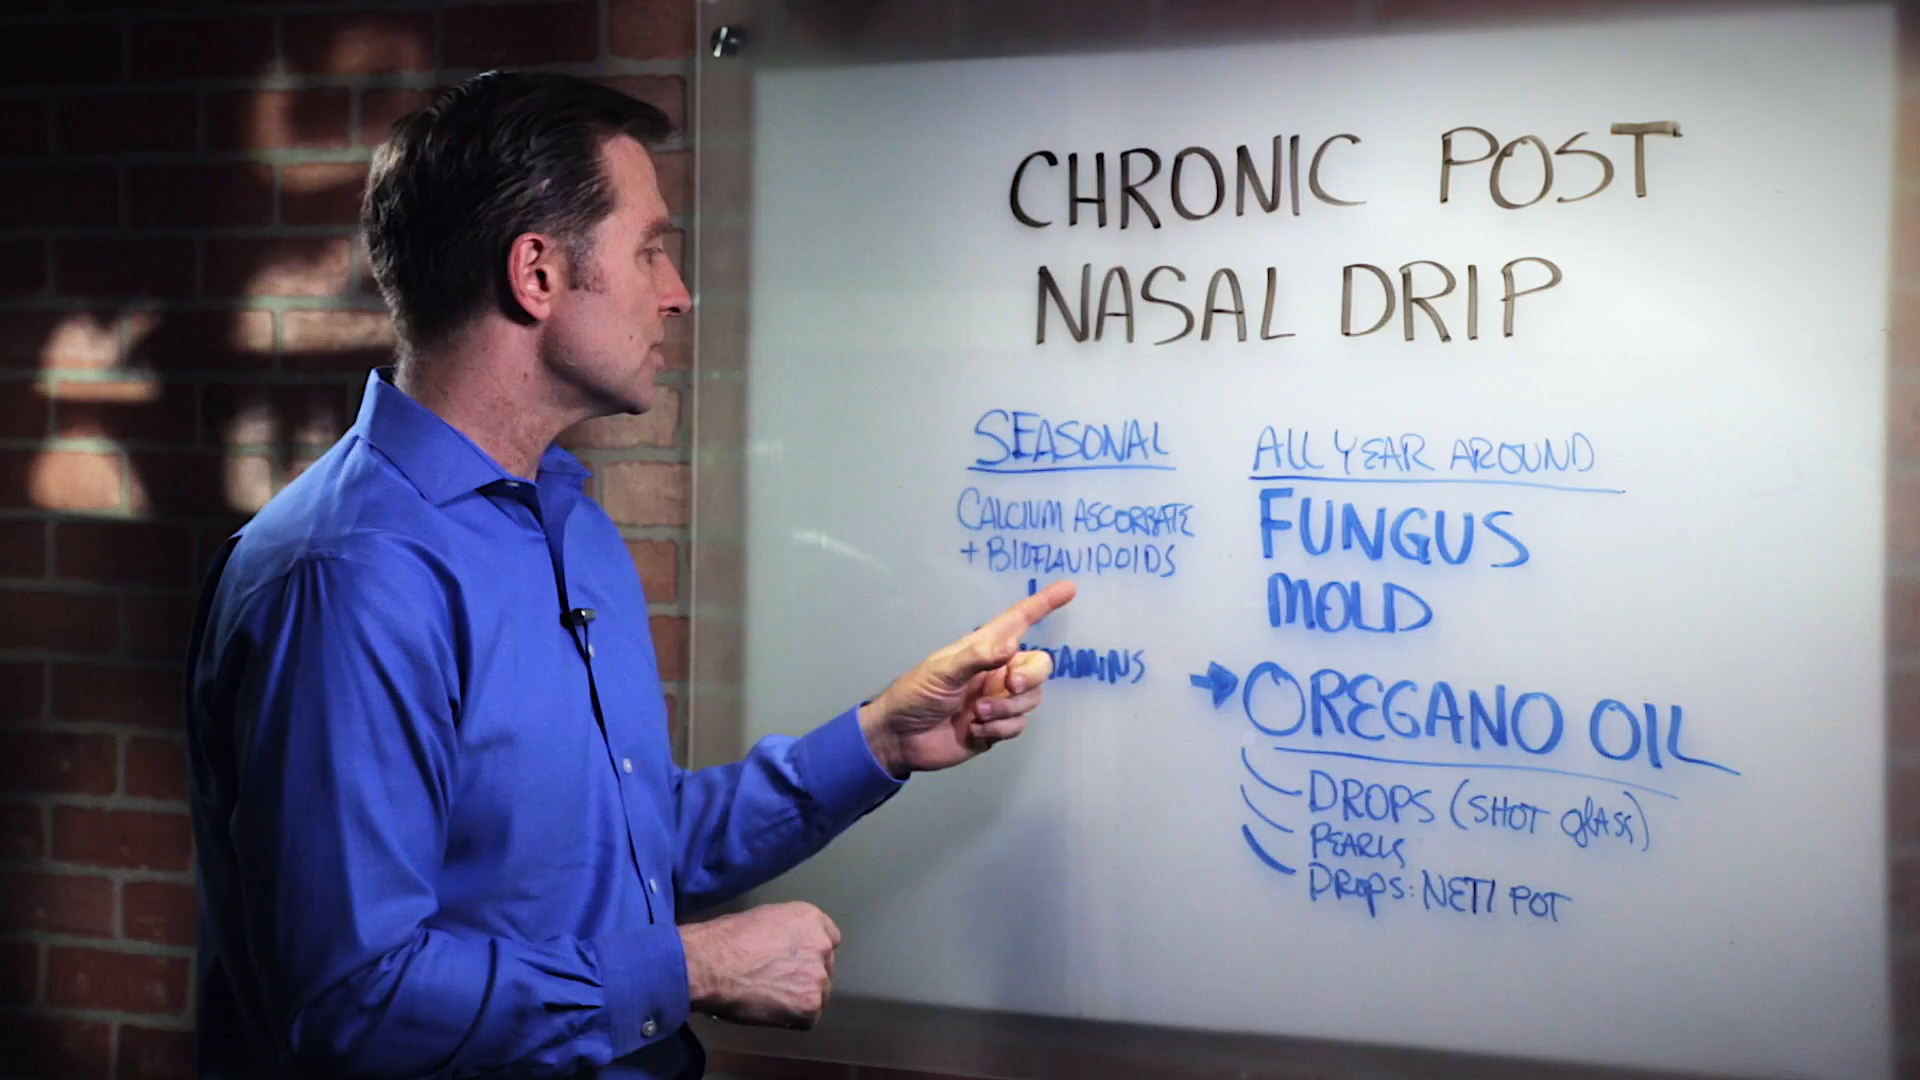 CHRONIC POST
NASAL DRIP
SEASONAL
CALCIUM ASCORBATE
+ BIOFLAVIPOIDS
ALL YEAR AROUND
FUNGUS
MOLD
OREGANO OIL
DROPS (SHOT glASS)
PEARLS
DROPS: NETI POT